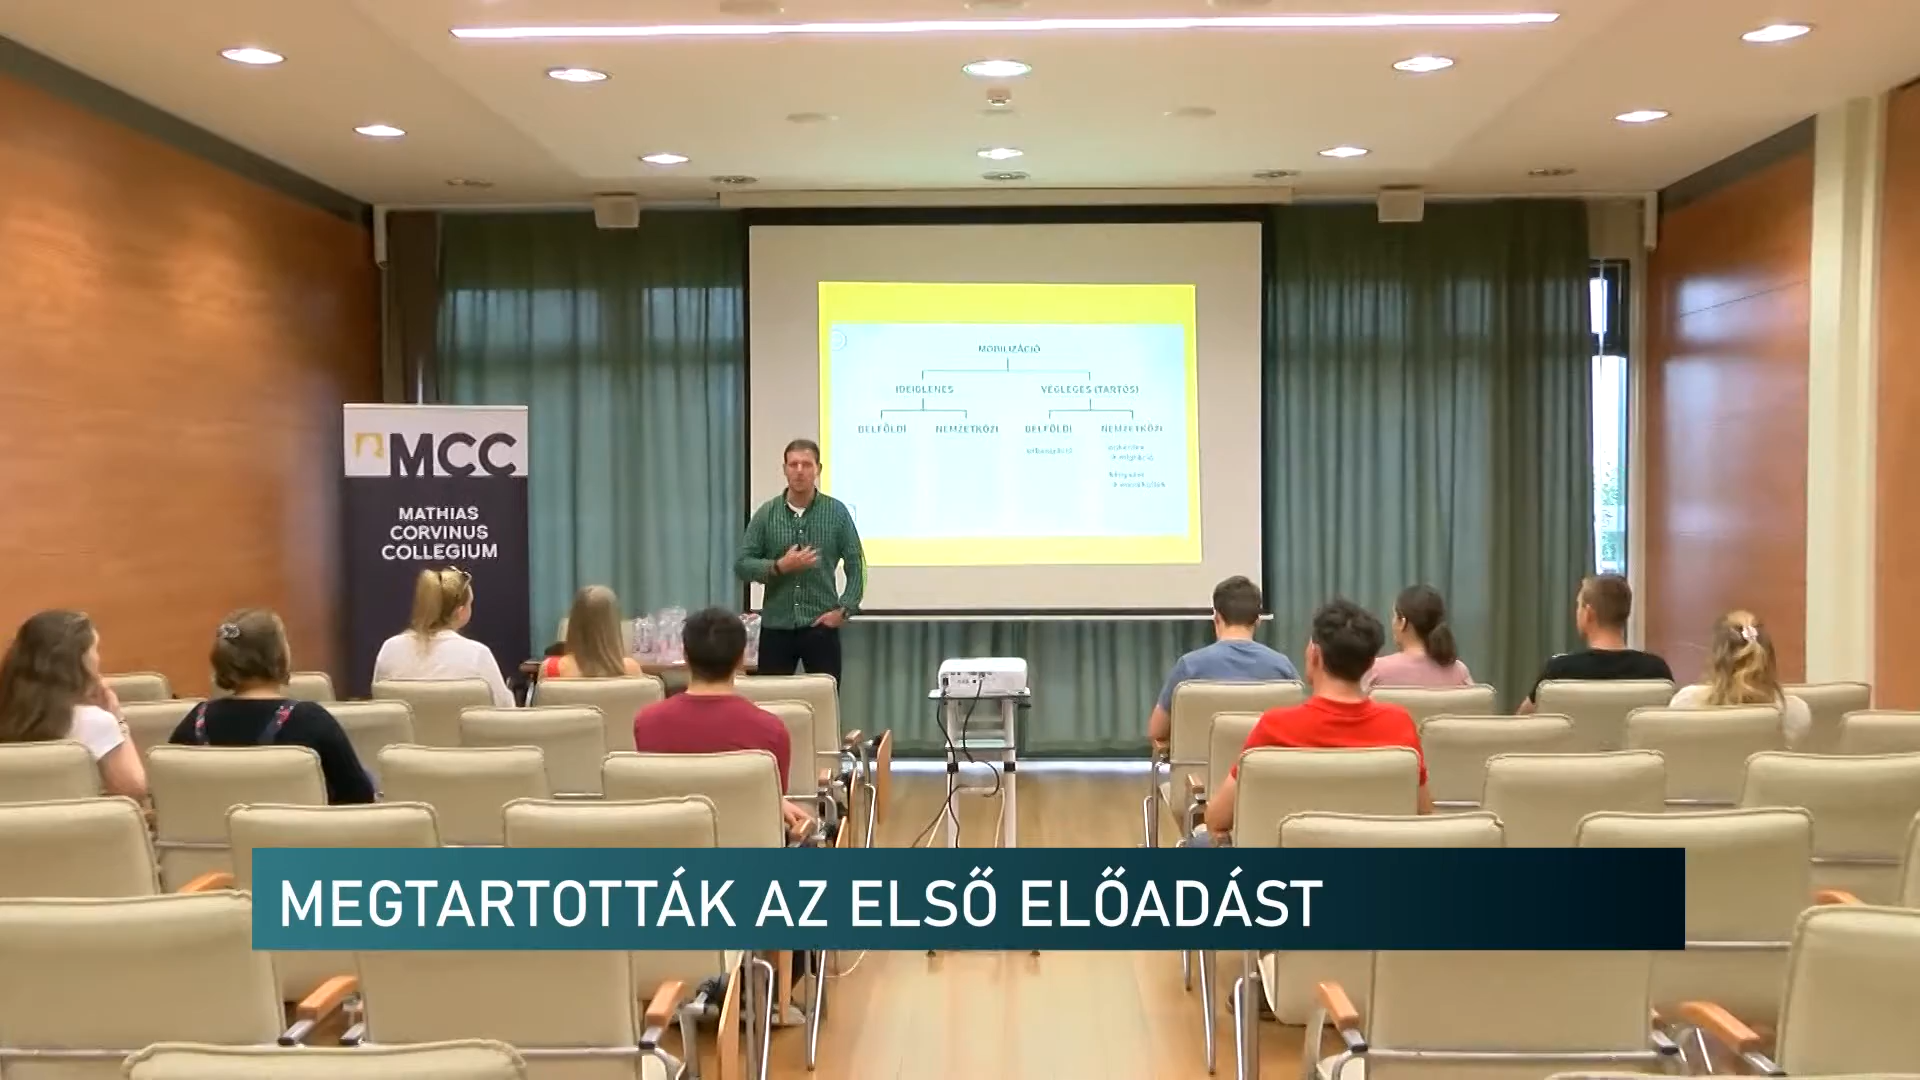 MOBILIZÁCIÓ
IDEIGLENES
VÉGLEGES (TARTÓS)
BELFÖLDI
NEMZETKÖZI
BELFÖLDI
NEMZETKÖZI
MCC
MATHIAS
CORVINUS
COLLEGIUM
MEGTARTOTTÁK AZ ELSŐ ELŐADÁST